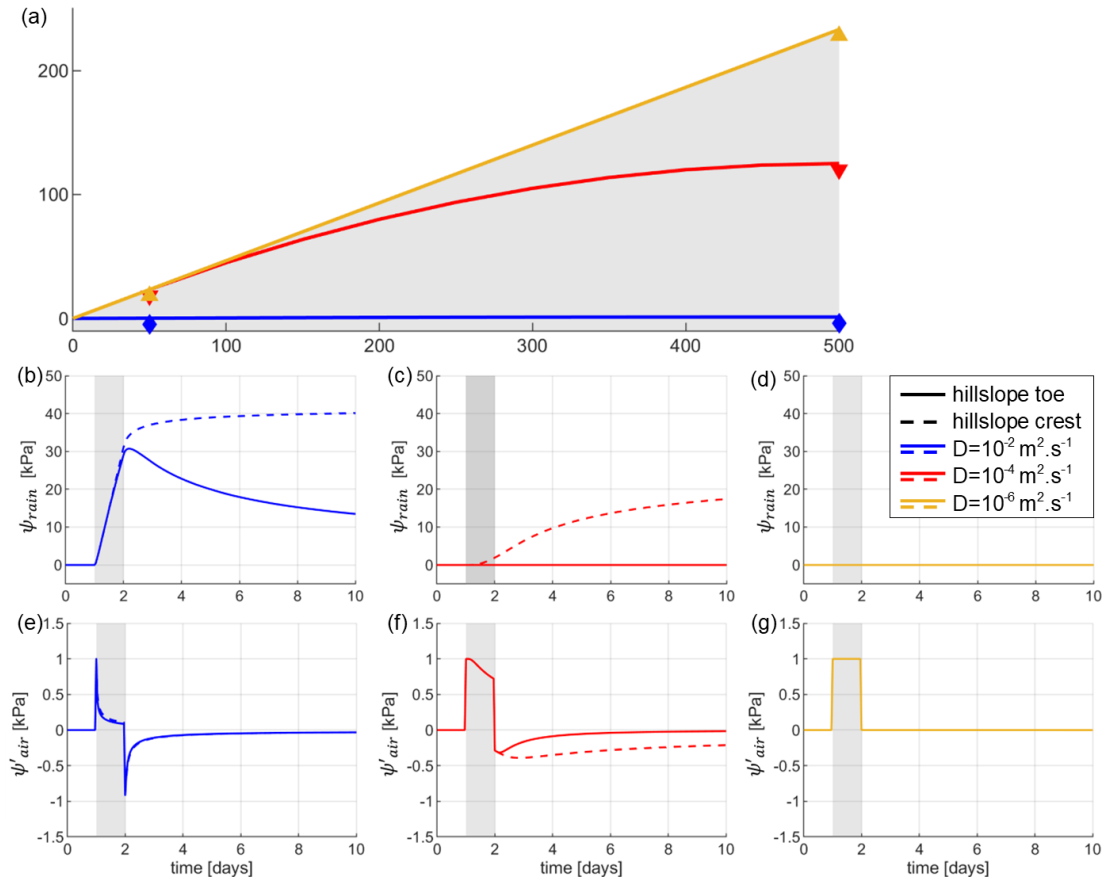 (a)
200
100
0
0 100 200 300 400 500
(b) (c) (d)
50 50 50
40 40 40
30 30 30
20 20 20
10 10 10
0 0 0
ψrain [kPa] ψrain [kPa] ψrain [kPa]
hillslope toe
hillslope crest
D=10⁻² m².s⁻¹
D=10⁻⁴ m².s⁻¹
D=10⁻⁶ m².s⁻¹
0 2 4 6 8 10 0 2 4 6 8 10 0 2 4 6 8 10
(e) (f) (g)
1.5 1.5 1.5
1 1 1
0.5 0.5 0.5
0 0 0
-0.5 -0.5 -0.5
-1 -1 -1
-1.5 -1.5 -1.5
ψ'air [kPa] ψ'air [kPa] ψ'air [kPa]
0 2 4 6 8 10 0 2 4 6 8 10 0 2 4 6 8 10
time [days] time [days] time [days]